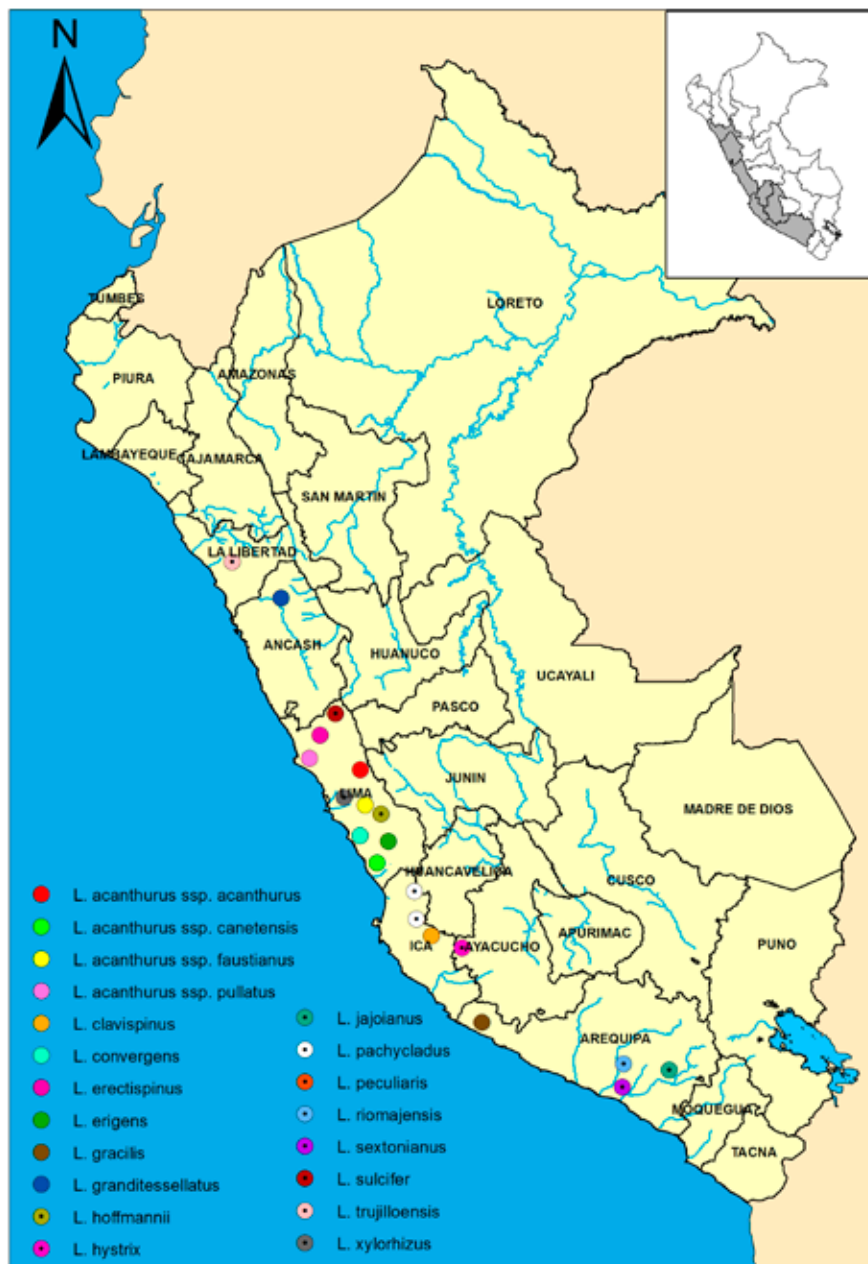 N
TUMBES
LORETO
PIURA
AMAZONAS
LAMBAYEQUE
CAJAMARCA
SAN MARTIN
LA LIBERTAD
ANCASH
HUANUCO
UCAYALI
PASCO
JUNIN
LIMA
MADRE DE DIOS
HUANCAVELICA
CUSCO
ICA
AYACUCHO
APURIMAC
PUNO
AREQUIPA
MOQUEGUA
TACNA
L. acanthurus ssp. acanthurus
L. acanthurus ssp. canetensis
L. acanthurus ssp. faustianus
L. acanthurus ssp. pullatus
L. clavispinus
L. convergens
L. erectispinus
L. erigens
L. gracilis
L. granditessellatus
L. hoffmannii
L. hystrix
L. jajoianus
L. pachycladus
L. peculiaris
L. riomajensis
L. sextonianus
L. sulcifer
L. trujilloensis
L. xylorhizus